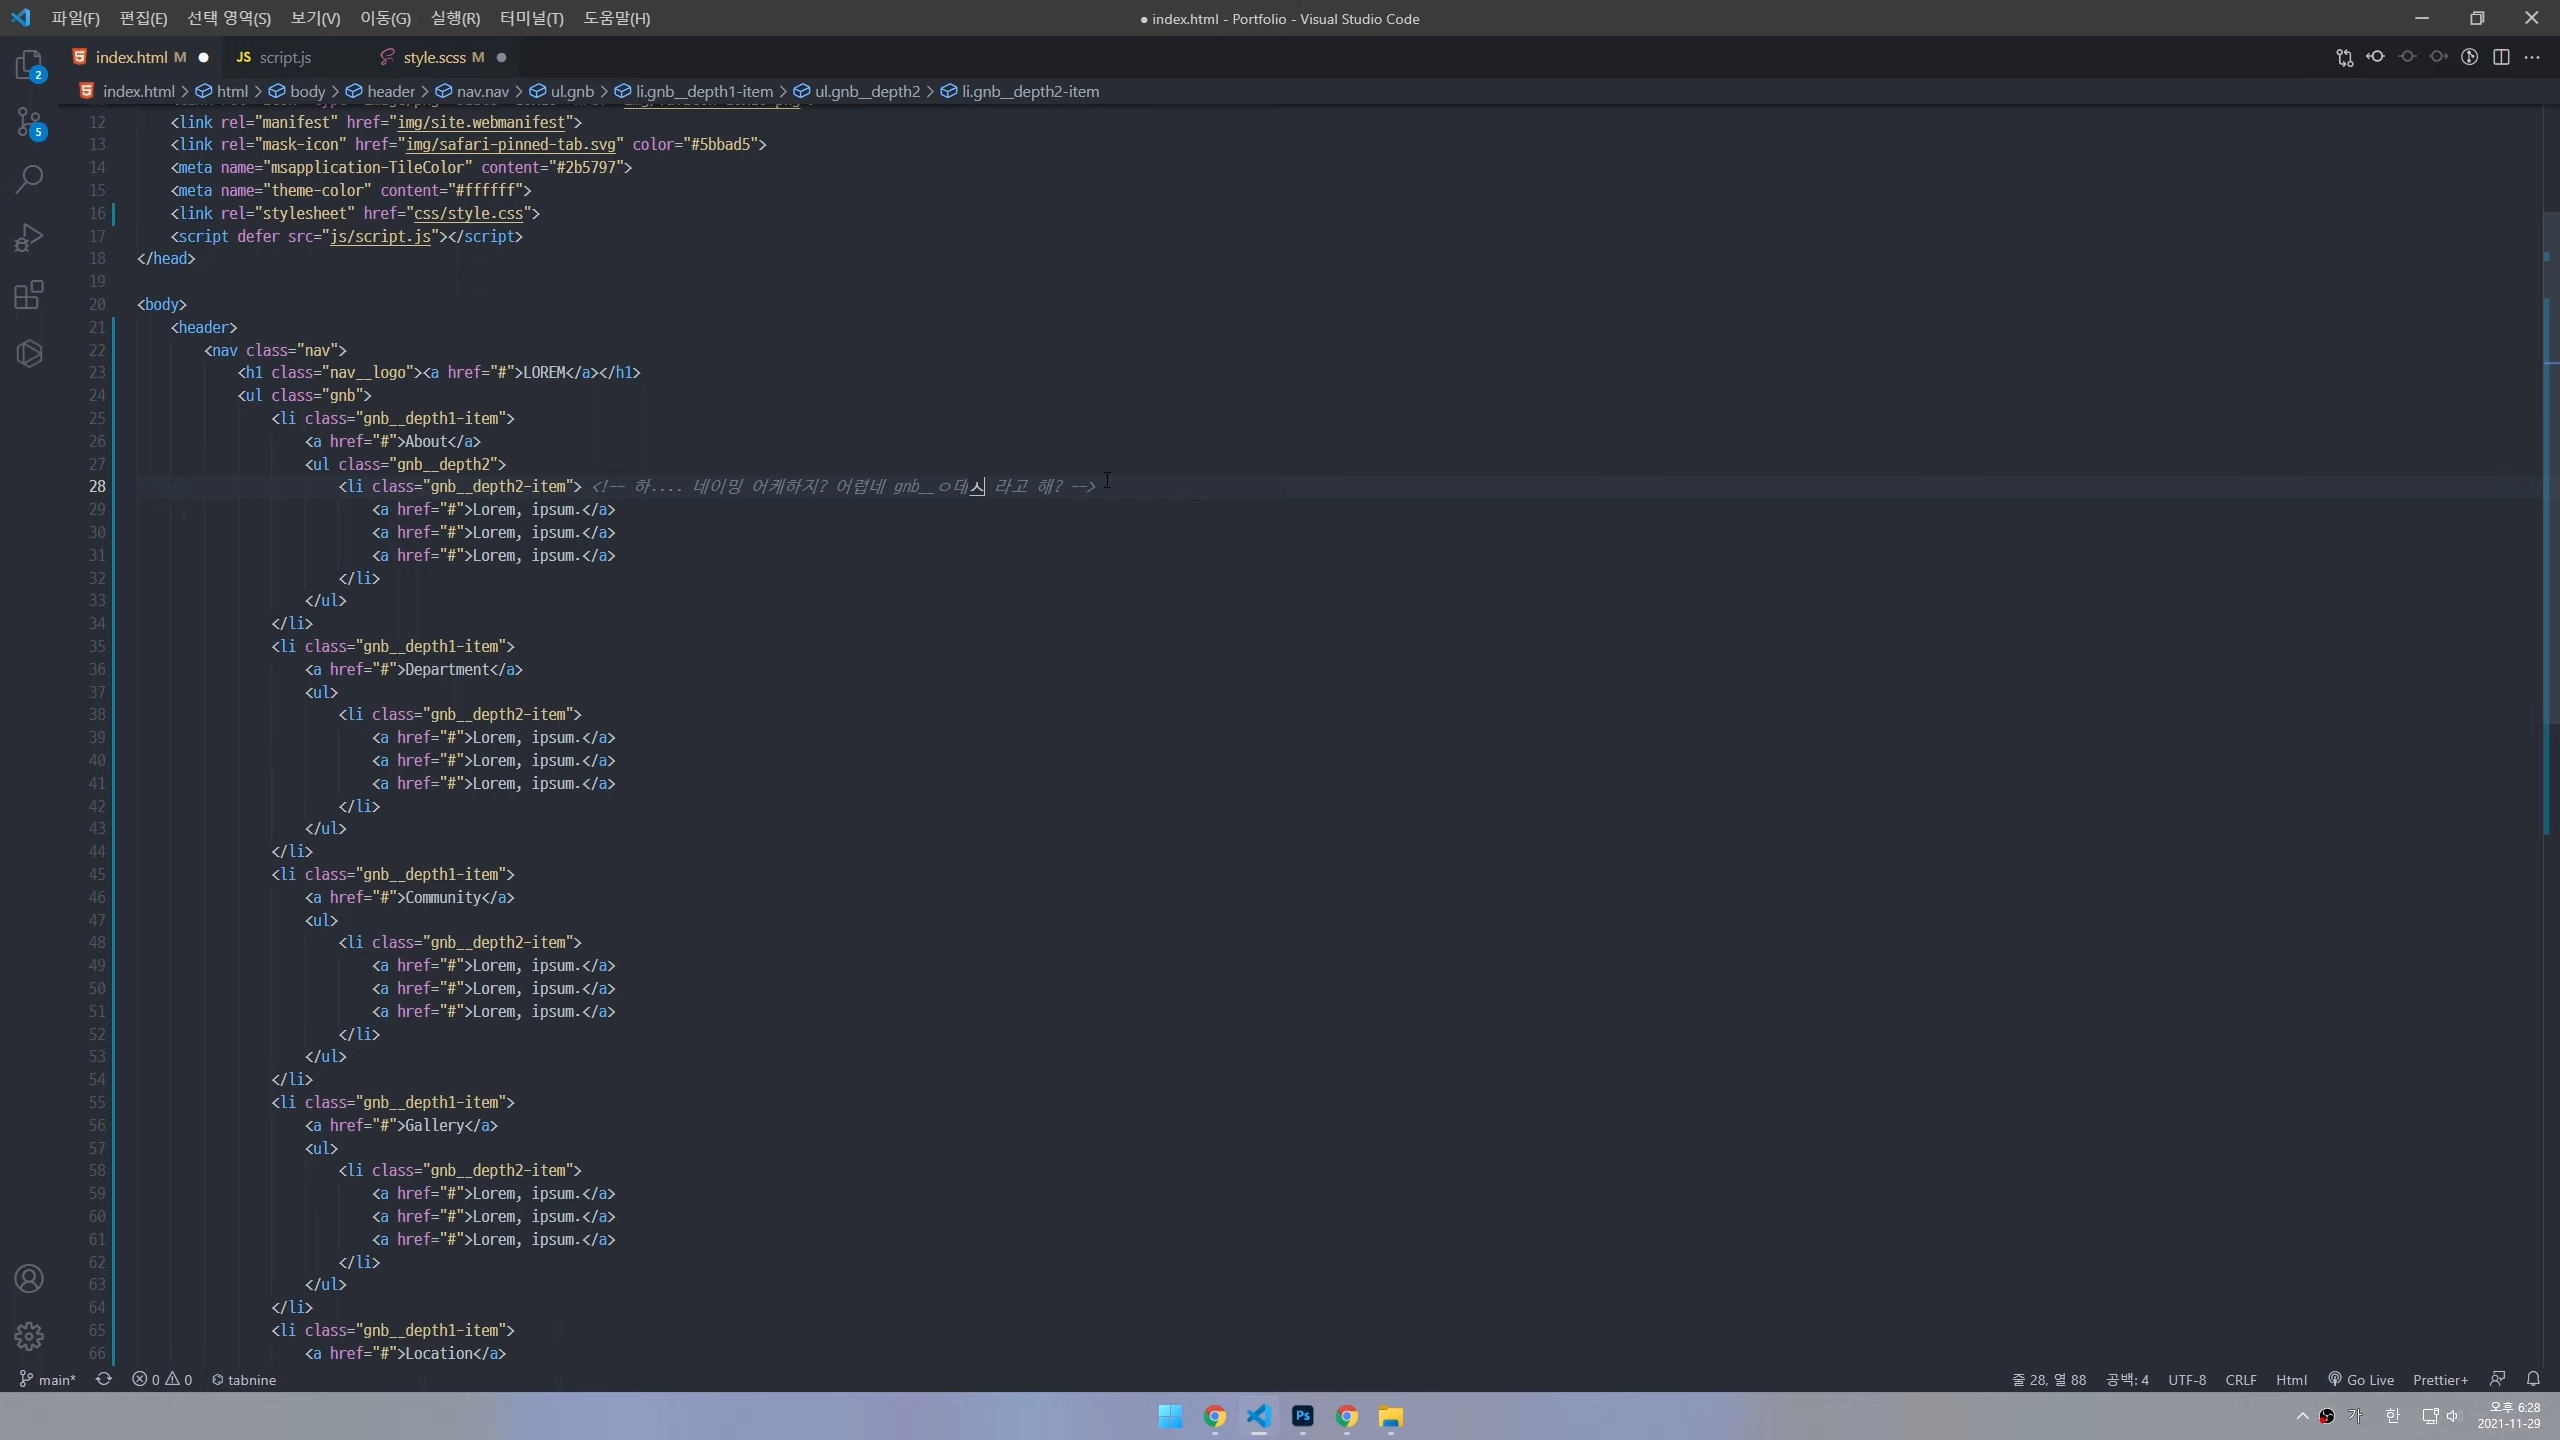 파일(F) 편집(E) 선택 영역(S) 보기(V) 이동(G) 실행(R) 터미널(T) 도움말(H)
● index.html - Portfolio - Visual Studio Code
index.html M
JS script.js
style.scss M
index.html > html > body > header > nav.nav > ul.gnb > li.gnb__depth1-item > ul.gnb__depth2 > li.gnb__depth2-item
2
5
12 <link rel="manifest" href="img/site.webmanifest">
13 <link rel="mask-icon" href="img/safari-pinned-tab.svg" color="#5bbad5">
14 <meta name="msapplication-TileColor" content="#2b5797">
15 <meta name="theme-color" content="#ffffff">
16 <link rel="stylesheet" href="css/style.css">
17 <script defer src="js/script.js"></script>
18 </head>
19
20 <body>
21 <header>
22 <nav class="nav">
23 <h1 class="nav__logo"><a href="#">LOREM</a></h1>
24 <ul class="gnb">
25 <li class="gnb__depth1-item">
26 <a href="#">About</a>
27 <ul class="gnb__depth2">
28 <li class="gnb__depth2-item"> <!-- 하.... 네이밍 어케하지? 어렵네 gnb__ㅇ데ㅅ 라고 해? -->
29 <a href="#">Lorem, ipsum.</a>
30 <a href="#">Lorem, ipsum.</a>
31 <a href="#">Lorem, ipsum.</a>
32 </li>
33 </ul>
34 </li>
35 <li class="gnb__depth1-item">
36 <a href="#">Department</a>
37 <ul>
38 <li class="gnb__depth2-item">
39 <a href="#">Lorem, ipsum.</a>
40 <a href="#">Lorem, ipsum.</a>
41 <a href="#">Lorem, ipsum.</a>
42 </li>
43 </ul>
44 </li>
45 <li class="gnb__depth1-item">
46 <a href="#">Community</a>
47 <ul>
48 <li class="gnb__depth2-item">
49 <a href="#">Lorem, ipsum.</a>
50 <a href="#">Lorem, ipsum.</a>
51 <a href="#">Lorem, ipsum.</a>
52 </li>
53 </ul>
54 </li>
55 <li class="gnb__depth1-item">
56 <a href="#">Gallery</a>
57 <ul>
58 <li class="gnb__depth2-item">
59 <a href="#">Lorem, ipsum.</a>
60 <a href="#">Lorem, ipsum.</a>
61 <a href="#">Lorem, ipsum.</a>
62 </li>
63 </ul>
64 </li>
65 <li class="gnb__depth1-item">
66 <a href="#">Location</a>
main* 0 0 tabnine
줄 28, 열 88 공백: 4 UTF-8 CRLF Html Go Live Prettier+
Ps
가 한 오후 6:28
2021-11-29